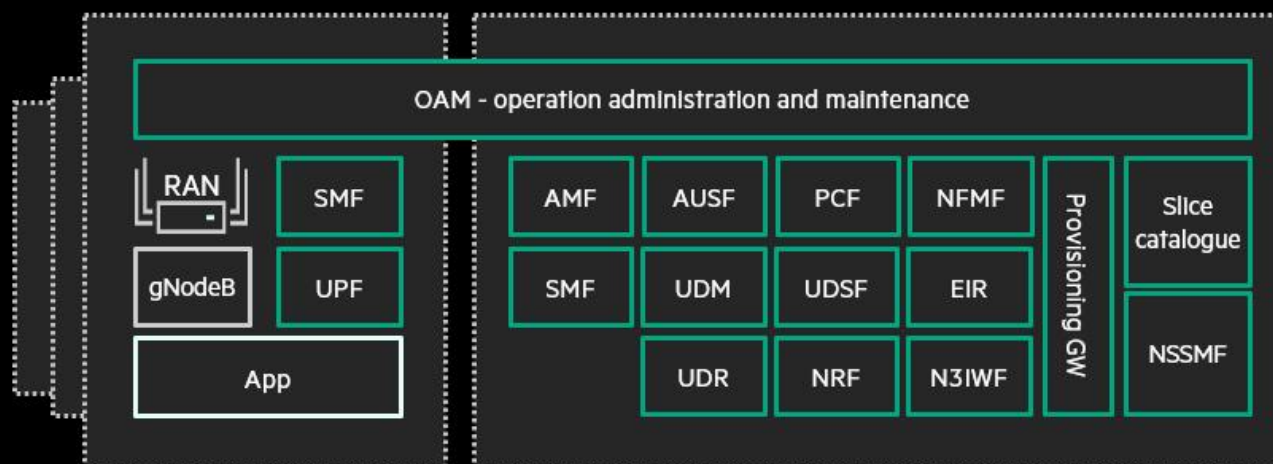 OAM - operation administration and maintenance
RAN
SMF
gNodeB
UPF
App
AMF
AUSF
PCF
NFMF
SMF
UDM
UDSF
EIR
UDR
NRF
N3IWF
Provisioning GW
Slice
catalogue
NSSMF